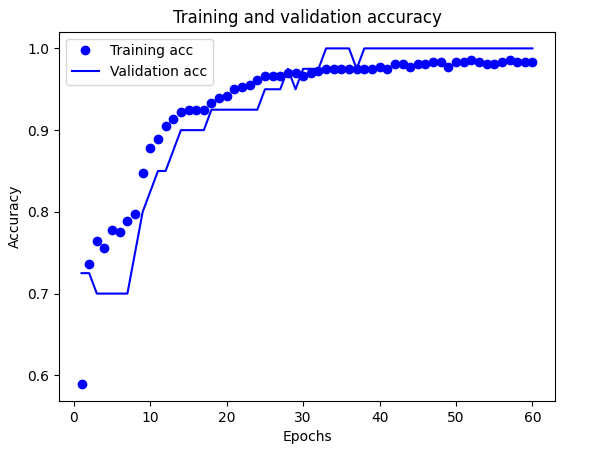 Training and validation accuracy
Training acc
Validation acc
1.0
0.9
0.8
0.7
0.6
Accuracy
0 10 20 30 40 50 60
Epochs